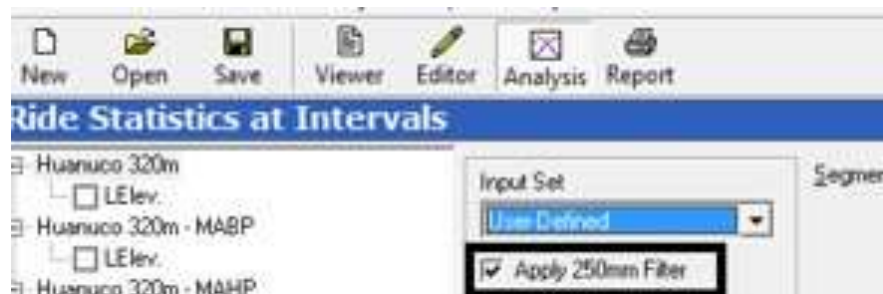 New Open Save Viewer Editor Analysis Report
Ride Statistics at Intervals
Huanuco 320m
LElev.
Huanuco 320m - MABP
LElev.
Huanuco 320m - MAHP
Input Set
User Defined
Apply 250mm Filter
Segmen